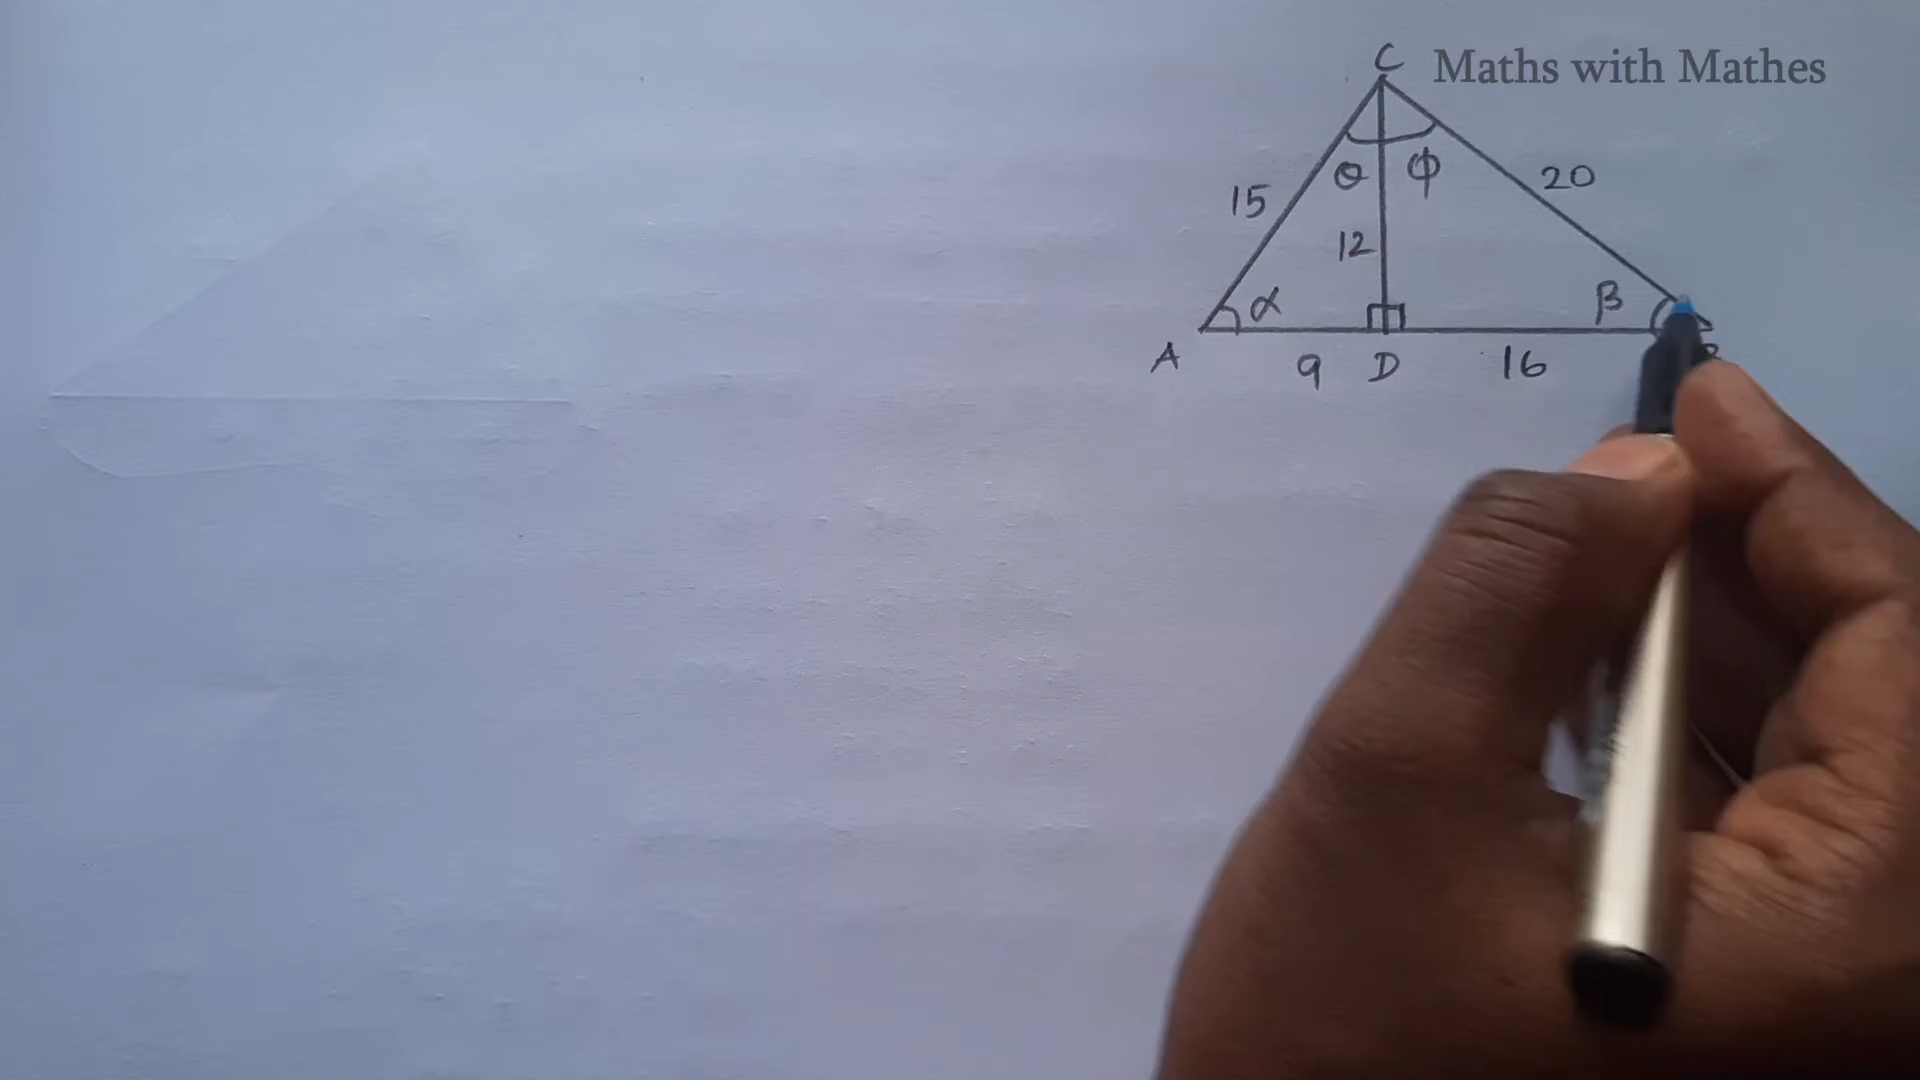 C Maths with Mathes
15 θ ϕ 20
12
α β
A 9 D 16